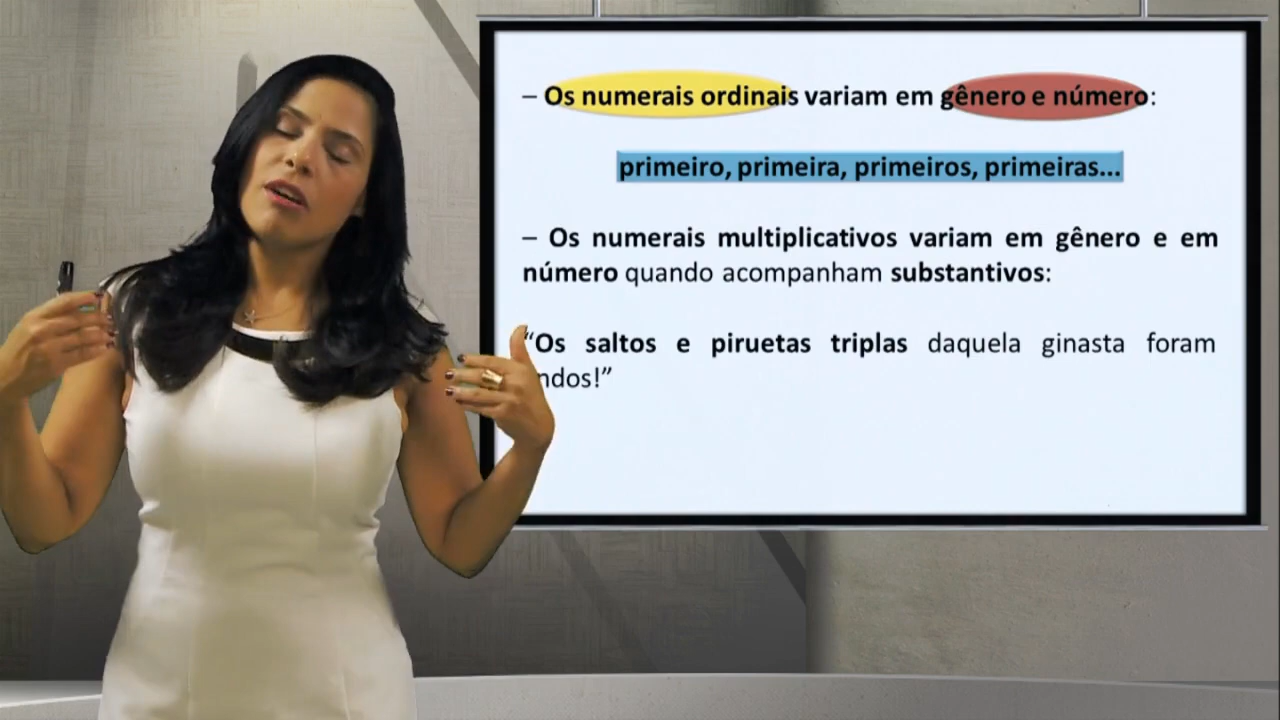 – Os numerais ordinais variam em gênero e número:
primeiro, primeira, primeiros, primeiras...
– Os numerais multiplicativos variam em gênero e em
número quando acompanham substantivos:
“Os saltos e piruetas triplas daquela ginasta foram
ndos!”